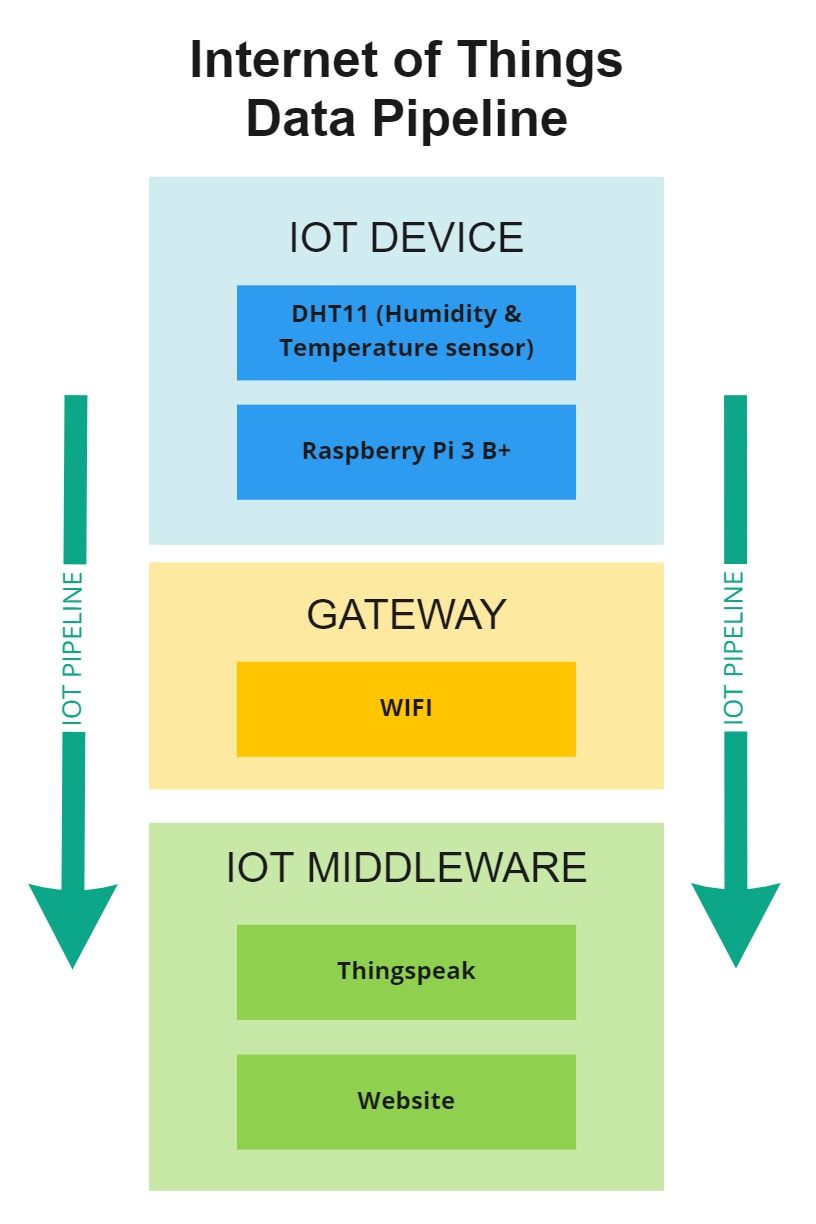 Internet of Things
Data Pipeline
IOT DEVICE
DHT11 (Humidity &
Temperature sensor)
Raspberry Pi 3 B+
IOT PIPELINE
IOT PIPELINE
GATEWAY
WIFI
IOT MIDDLEWARE
Thingspeak
Website